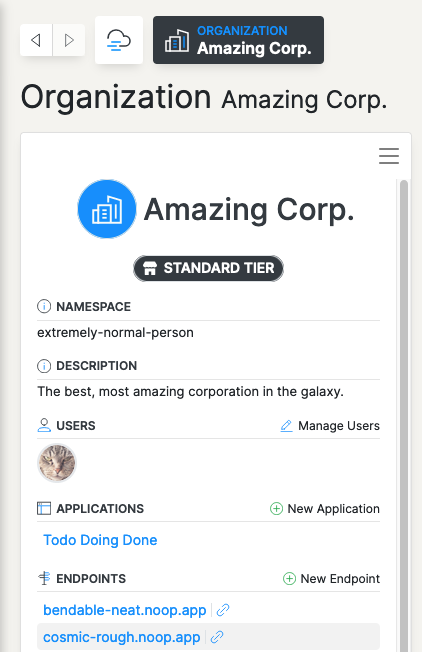 ORGANIZATION
Amazing Corp.
Organization Amazing Corp.
Amazing Corp.
STANDARD TIER
NAMESPACE
extremely-normal-person
DESCRIPTION
The best, most amazing corporation in the galaxy.
USERS Manage Users
APPLICATIONS New Application
Todo Doing Done
ENDPOINTS New Endpoint
bendable-neat.noop.app
cosmic-rough.noop.app